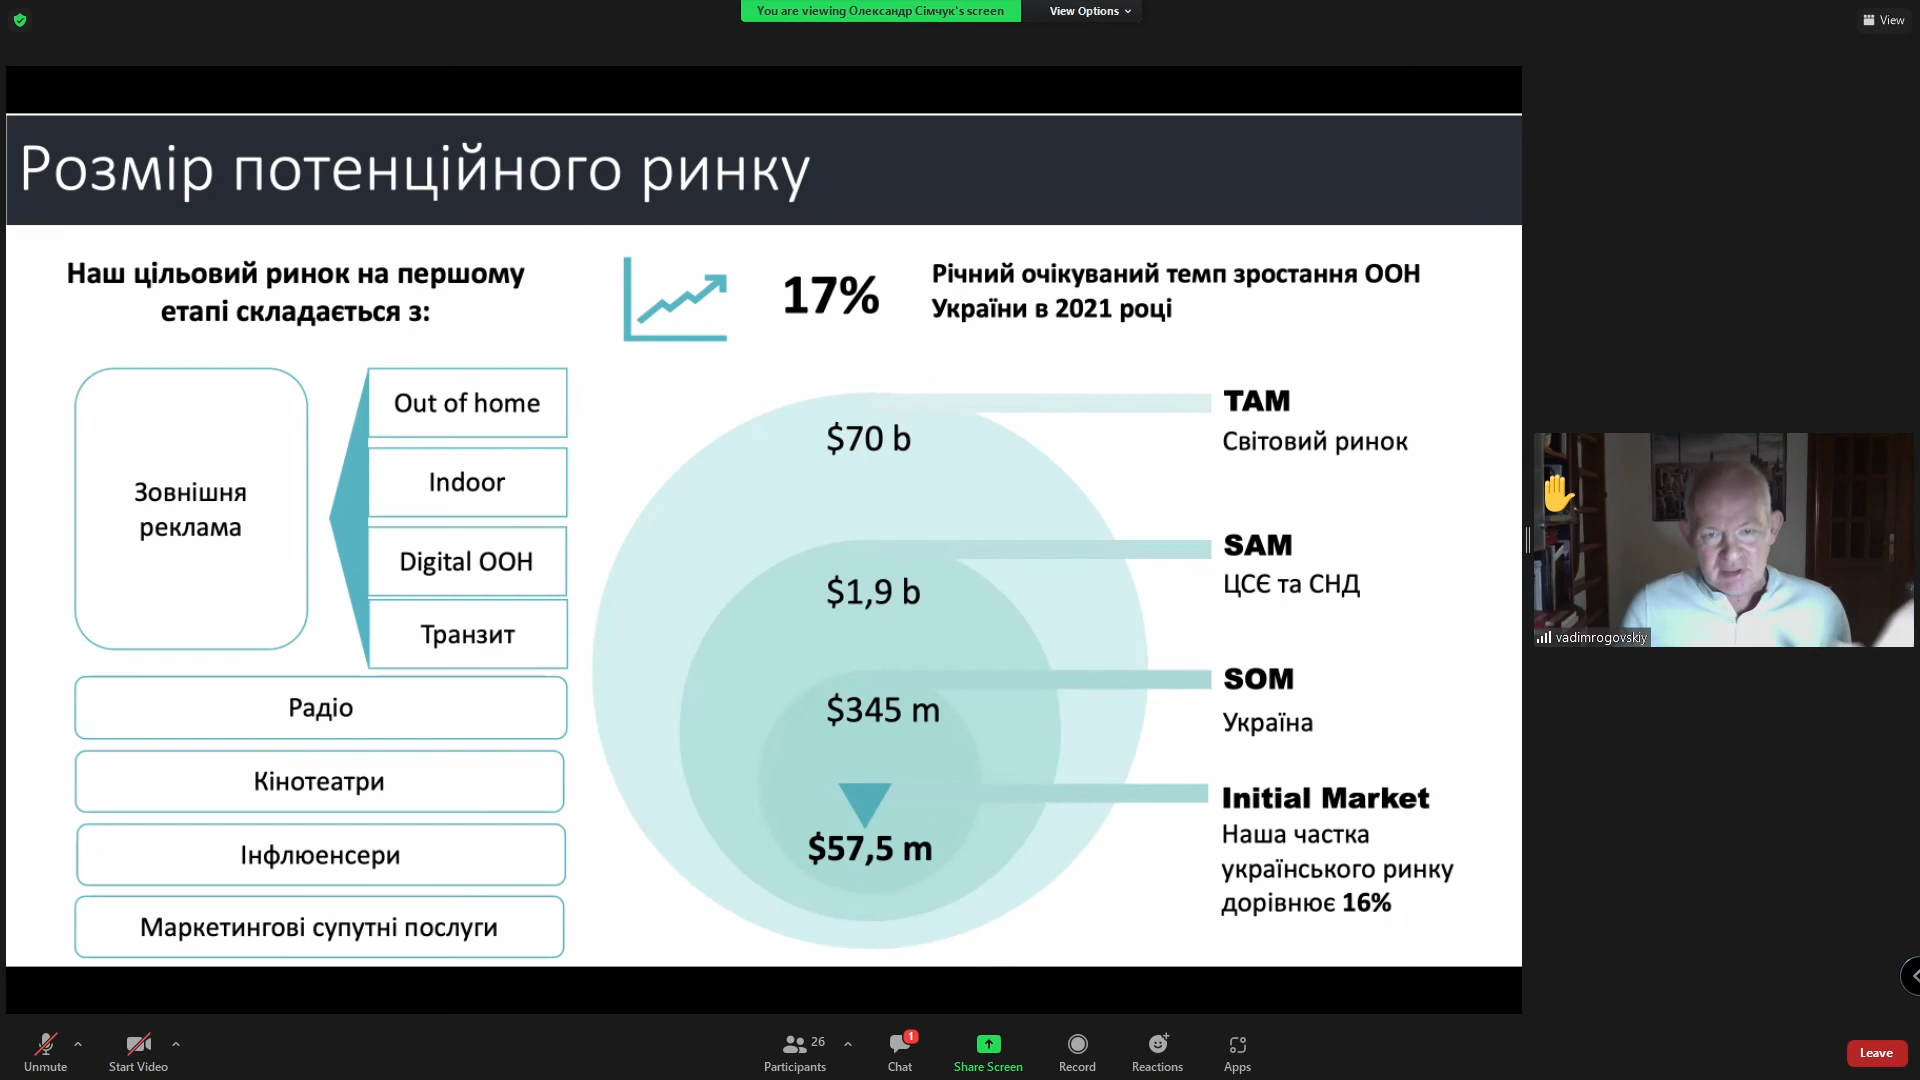 You are viewing Олександр Сімчук's screen
View Options
View
Розмір потенційного ринку
Наш цільовий ринок на першому
етапі складається з:
17%
Річний очікуваний темп зростання ООН
України в 2021 році
Зовнішня
реклама
Out of home
Indoor
Digital OOH
Транзит
Радіо
Кінотеатри
Інфлюенсери
Маркетингові супутні послуги
$70 b
TAM
Світовий ринок
$1,9 b
SAM
ЦСЄ та СНД
$345 m
SOM
Україна
$57,5 m
Initial Market
Наша частка
українського ринку
дорівнює 16%
vadimrogovskiy
Unmute
Start Video
26
Participants
1
Chat
Share Screen
Record
Reactions
Apps
Leave